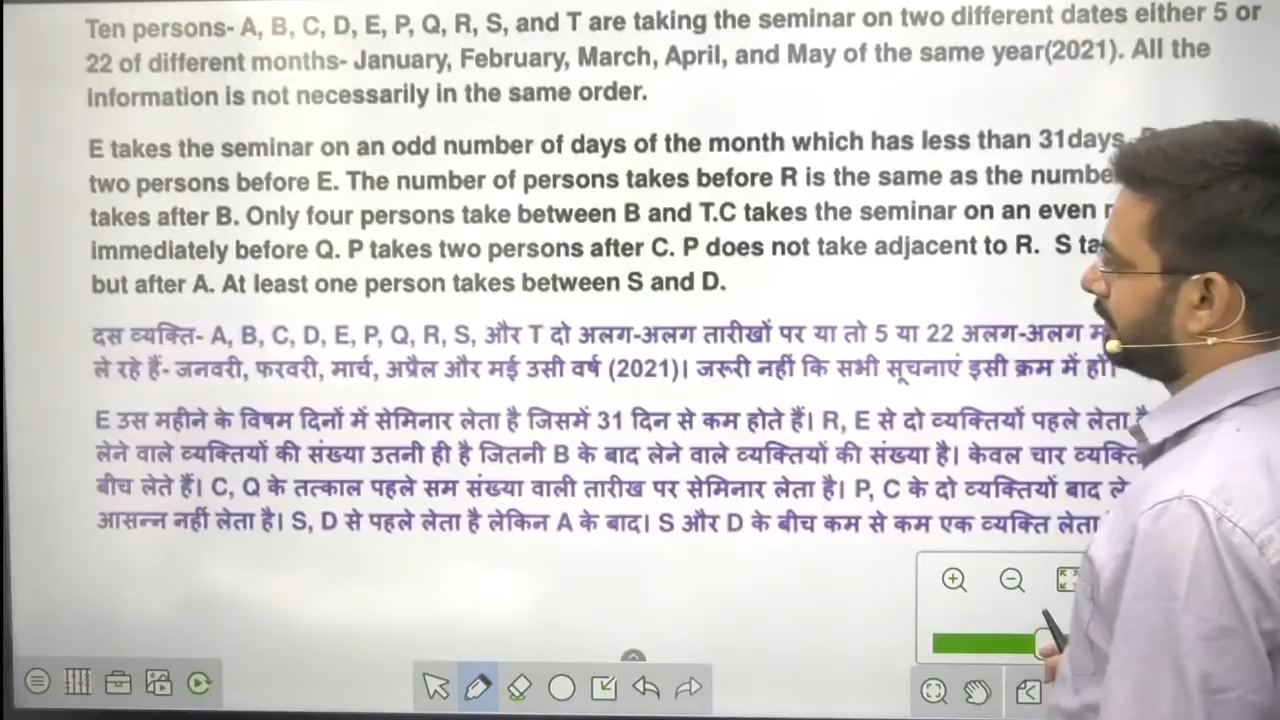 Ten persons- A, B, C, D, E, P, Q, R, S, and T are taking the seminar on two different dates either 5 or
22 of different months- January, February, March, April, and May of the same year(2021). All the
information is not necessarily in the same order.
E takes the seminar on an odd number of days of the month which has less than 31days.
two persons before E. The number of persons takes before R is the same as the
takes after B. Only four persons take between B and T.C takes the seminar on an even
immediately before Q. P takes two persons after C. P does not take adjacent to R. S
but after A. At least one person takes between S and D.
दस व्यक्ति- A, B, C, D, E, P, Q, R, S, और T दो अलग-अलग तारीखों पर या तो 5 या 22 अलग-अलग
ले रहे हैं- जनवरी, फरवरी, मार्च, अप्रैल और मई उसी वर्ष (2021)। जरूरी नहीं कि सभी सूचनाएं इसी क्रम में हों।
E उस महीने के विषम दिनों में सेमिनार लेता है जिसमें 31 दिन से कम होते हैं। R, E से दो व्यक्तियों पहले लेता
लेने वाले व्यक्तियों की संख्या उतनी ही है जितनी B के बाद लेने वाले व्यक्तियों की संख्या है। केवल चार
बीच लेते हैं। C, Q के तत्काल पहले सम संख्या वाली तारीख पर सेमिनार लेता है। P, C के दो व्यक्तियों बाद
आसन्न नहीं लेता है। S, D से पहले लेता है लेकिन A के बाद। S और D के बीच कम से कम एक व्यक्ति लेता